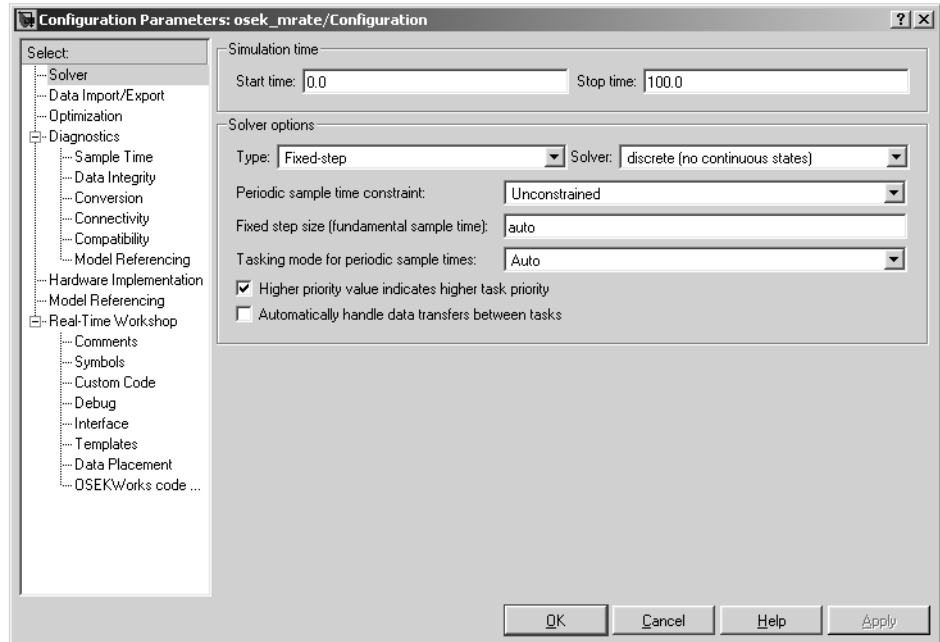 Configuration Parameters: osek_mrate/Configuration
Select:
Solver
Data Import/Export
Optimization
Diagnostics
Sample Time
Data Integrity
Conversion
Connectivity
Compatibility
Model Referencing
Hardware Implementation
Model Referencing
Real-Time Workshop
Comments
Symbols
Custom Code
Debug
Interface
Templates
Data Placement
OSEKWorks code ...
Simulation time
Start time: 0.0 Stop time: 100.0
Solver options
Type: Fixed-step Solver: discrete (no continuous states)
Periodic sample time constraint: Unconstrained
Fixed step size (fundamental sample time): auto
Tasking mode for periodic sample times: Auto
Higher priority value indicates higher task priority
Automatically handle data transfers between tasks
OK Cancel Help Apply